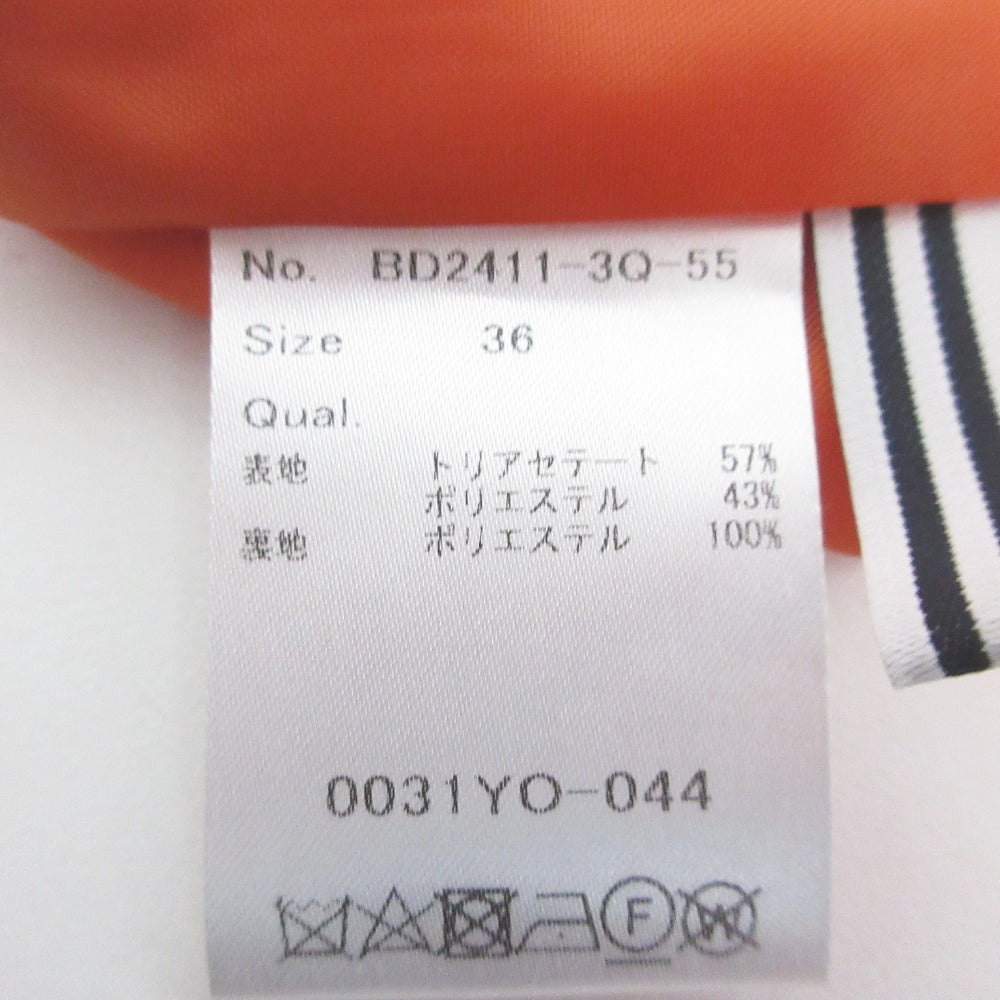 No. BD2411-3Q-55
Size 36
Qual.
表地 トリアセテート 57%
ポリエステル 43%
裏地 ポリエステル 100%
0031YO-044
F W